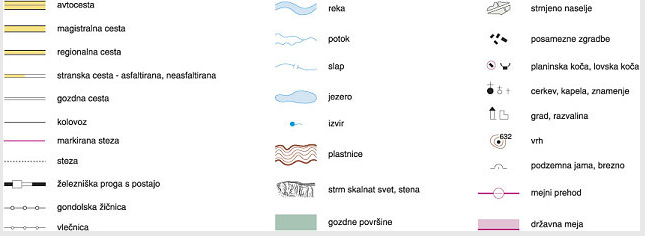 avtocesta
magistralna cesta
regionalna cesta
stranska cesta - asfaltirana, neasfaltirana
gozdna cesta
kolovoz
markirana steza
steza
železniška proga s postajo
gondolska žičnica
vlečnica
reka
potok
slap
jezero
izvir
plastnice
strm skalnat svet, stena
gozdne površine
strnjeno naselje
posamezne zgradbe
planinska koča, lovska koča
cerkev, kapela, znamenje
grad, razvalina
632
vrh
podzemna jama, brezno
mejni prehod
državna meja